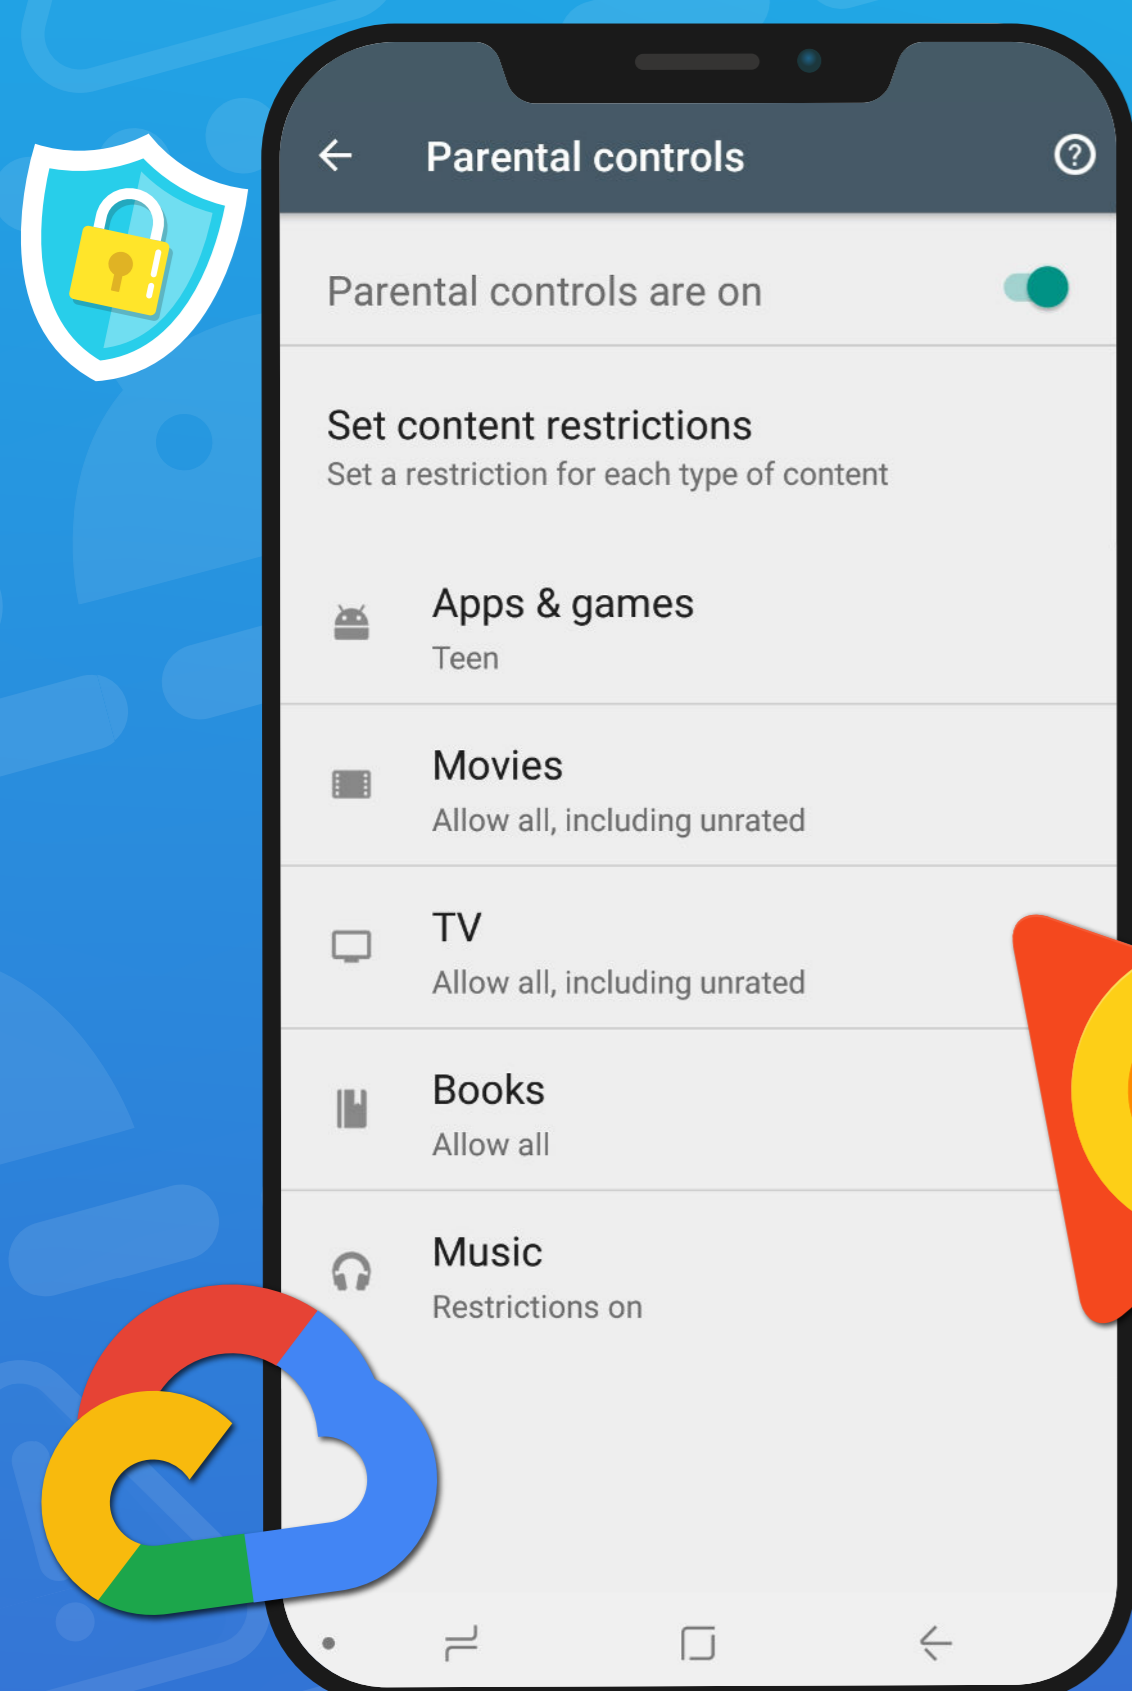 Parental controls
Parental controls are on
Set content restrictions
Set a restriction for each type of content
Apps & games
Teen
Movies
Allow all, including unrated
TV
Allow all, including unrated
Books
Allow all
Music
Restrictions on